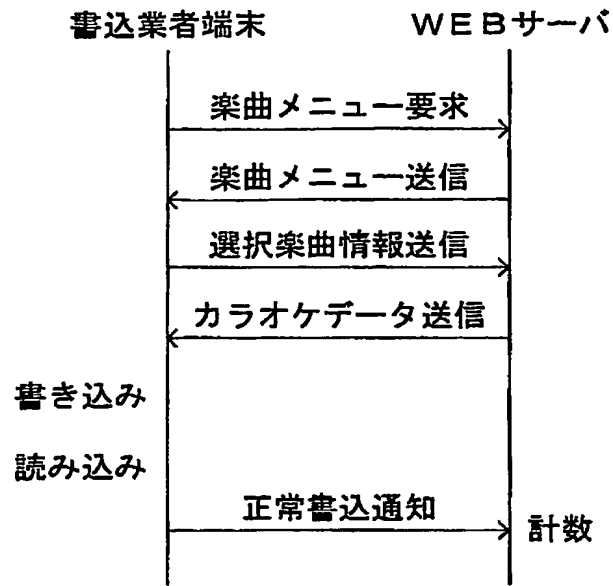 書込業者端末 ＷＥＢサーバ
楽曲メニュー要求
楽曲メニュー送信
選択楽曲情報送信
カラオケデータ送信
書き込み
読み込み
正常書込通知
計数